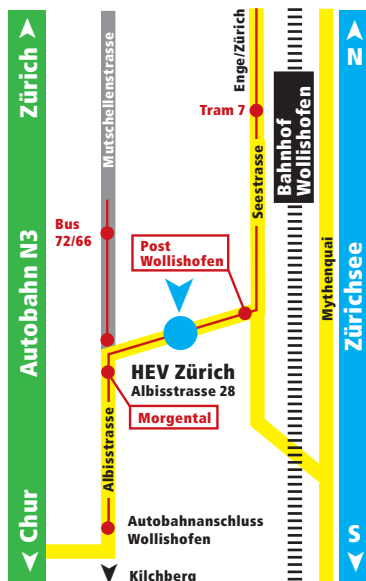 Zürich
Autobahn N3
Chur
Mutschellenstrasse
Enge/Zürich
Tram 7
Seestrasse
Bahnhof
Wollishofen
N
Zürichsee
S
Mythenquai
Bus
72/66
Post
Wollishofen
HEV Zürich
Albisstrasse 28
Morgental
Albisstrasse
Autobahnanschluss
Wollishofen
Kilchberg